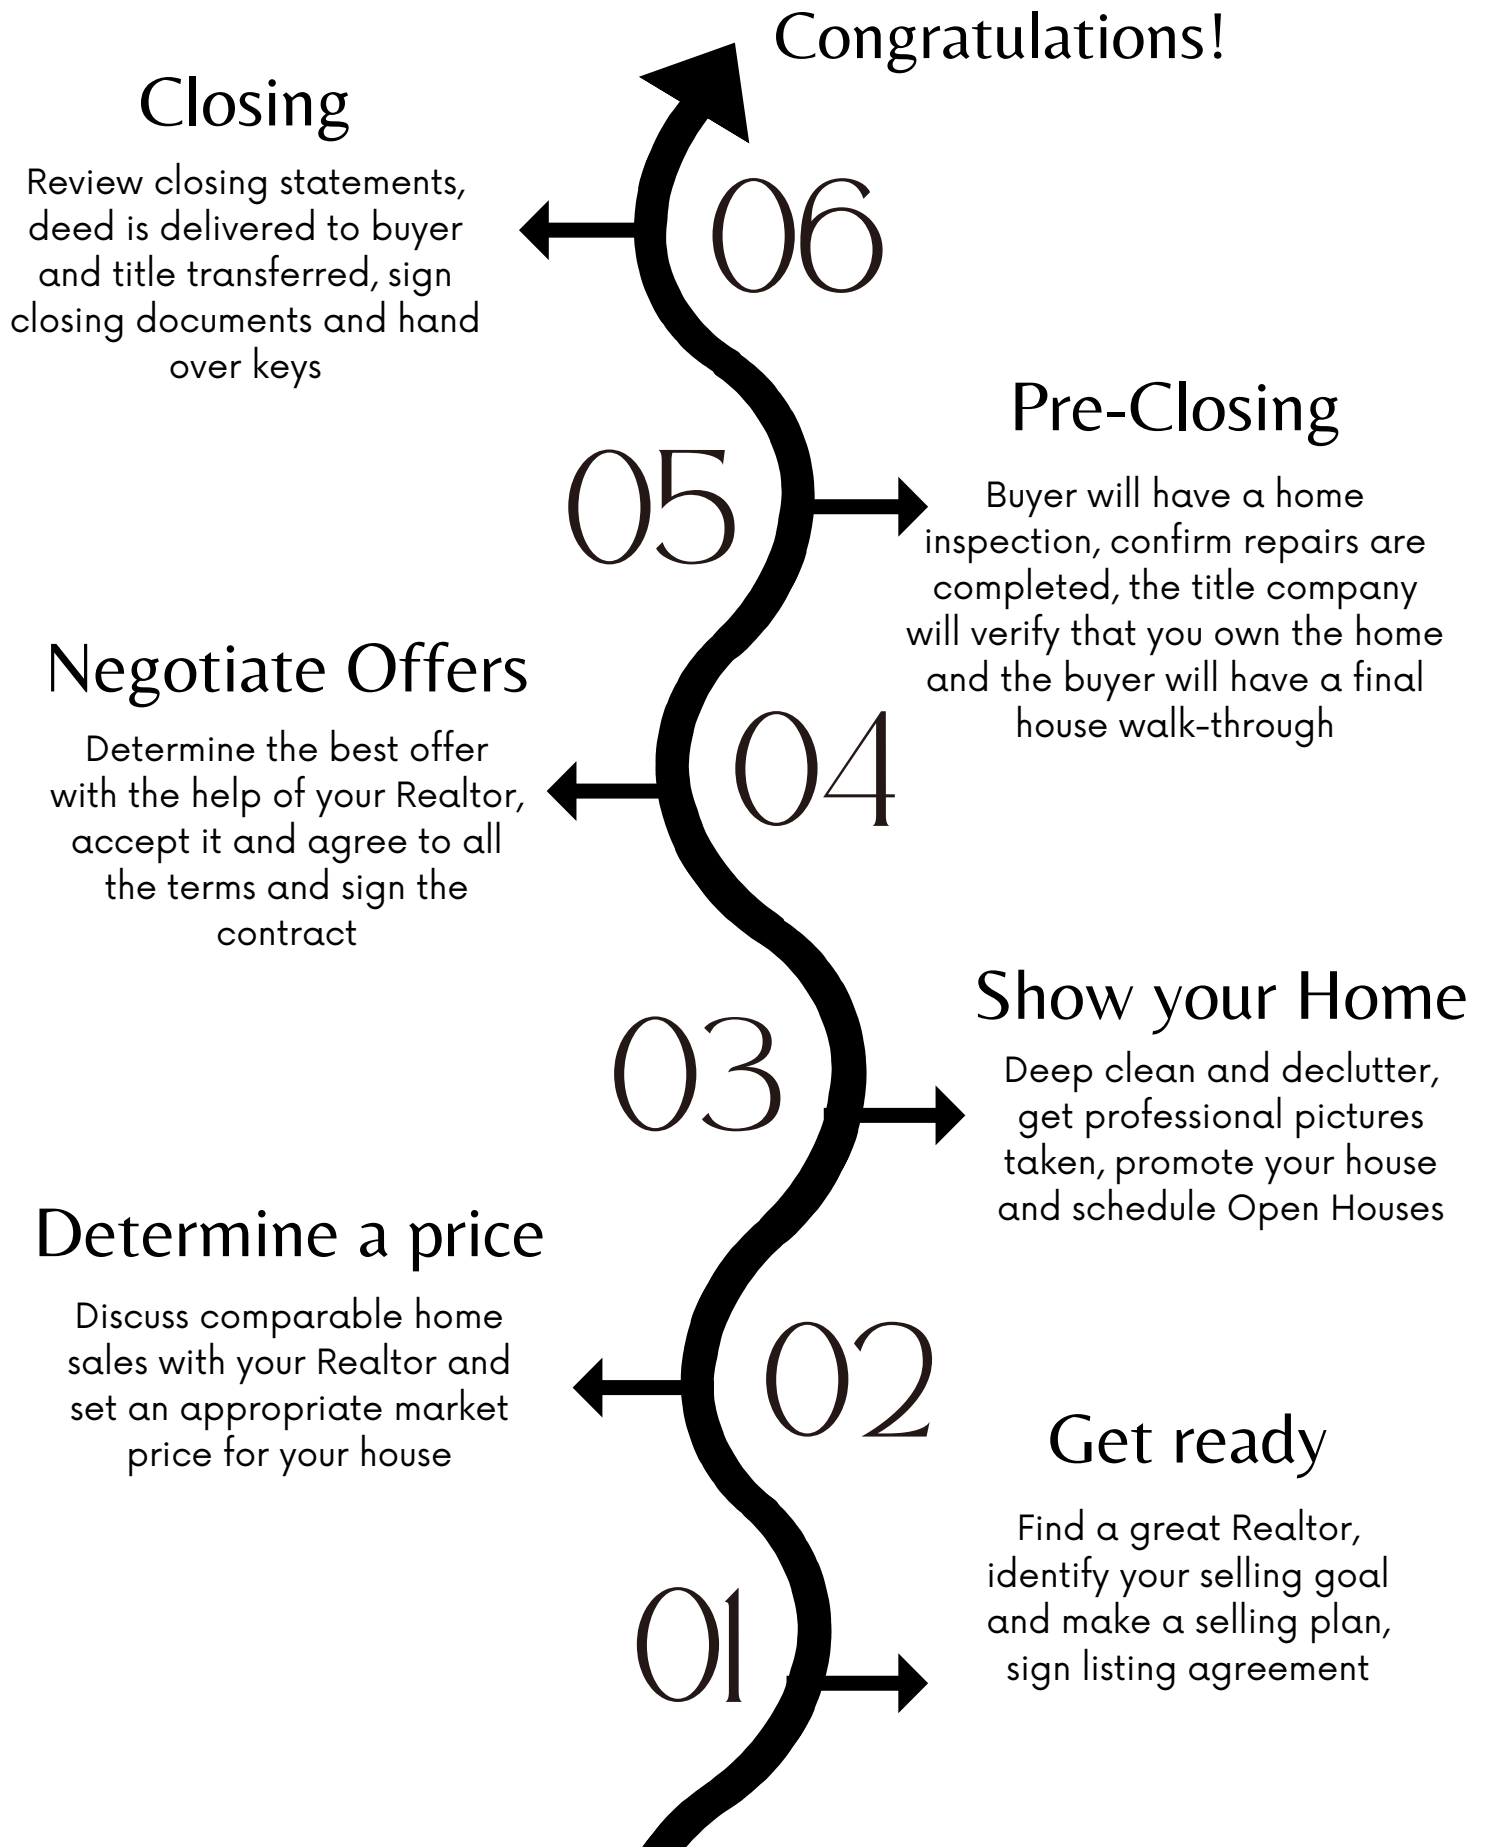 Congratulations!
Closing
Review closing statements,
deed is delivered to buyer
and title transferred, sign
closing documents and hand
over keys
06
Pre-Closing
Buyer will have a home
inspection, confirm repairs are
completed, the title company
will verify that you own the home
and the buyer will have a final
house walk-through
05
Negotiate Offers
Determine the best offer
with the help of your Realtor,
accept it and agree to all
the terms and sign the
contract
04
Show your Home
Deep clean and declutter,
get professional pictures
taken, promote your house
and schedule Open Houses
03
Determine a price
Discuss comparable home
sales with your Realtor and
set an appropriate market
price for your house
02
Get ready
Find a great Realtor,
identify your selling goal
and make a selling plan,
sign listing agreement
01